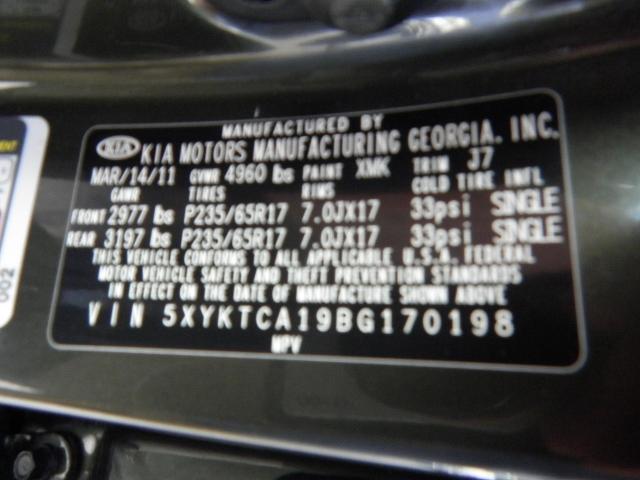 MANUFACTURED BY
KIA KIA MOTORS MANUFACTURING GEORGIA. INC.
MAR/14/11 GVWR 4960 lbs PAINT XMK TRIM J7
GAWR TIRES RIMS COLD TIRE INFL
FRONT 2977 lbs P235/65R17 7.0JX17 33psi SINGLE
REAR 3197 lbs P235/65R17 7.0JX17 33psi SINGLE
THIS VEHICLE CONFORMS TO ALL APPLICABLE U.S.A. FEDERAL
MOTOR VEHICLE SAFETY AND THEFT PREVENTION STANDARDS
IN EFFECT ON THE DATE OF MANUFACTURE SHOWN ABOVE
VIN 5XYKTCA19BG170198
MPV
002